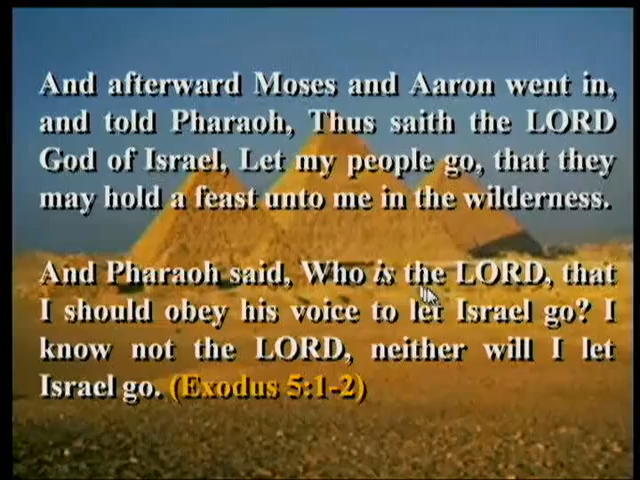 And afterward Moses and Aaron went in,
and told Pharaoh, Thus saith the LORD
God of Israel, Let my people go, that they
may hold a feast unto me in the wilderness.
And Pharaoh said, Who is the LORD, that
I should obey his voice to let Israel go? I
know not the LORD, neither will I let
Israel go. (Exodus 5:1-2)